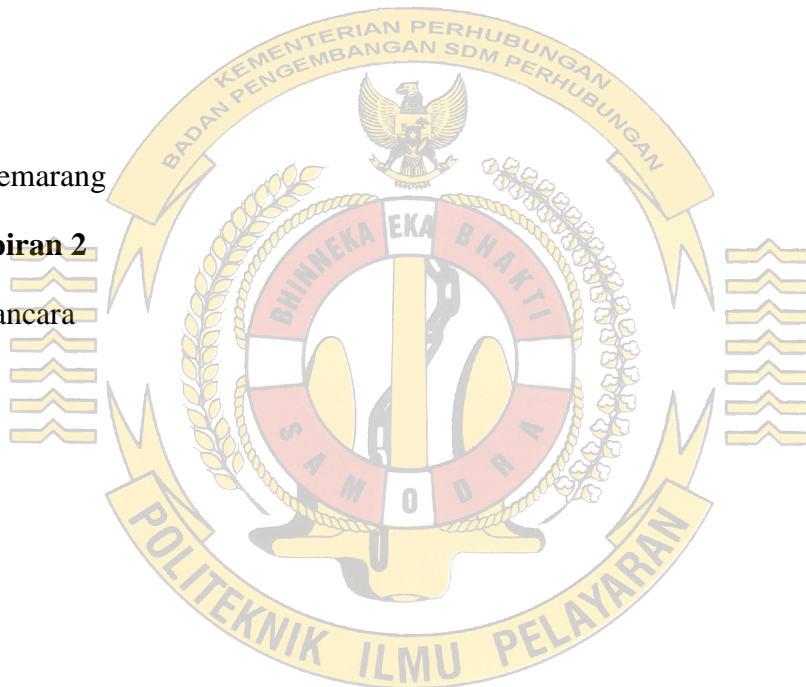 KEMENTERIAN PERHUBUNGAN
BADAN PENGEMBANGAN SDM PERHUBUNGAN
emarang
piran 2
ancara
BHINNEKA EKA BHAKTI
SAMODRA
POLITEKNIK ILMU PELAYARAN